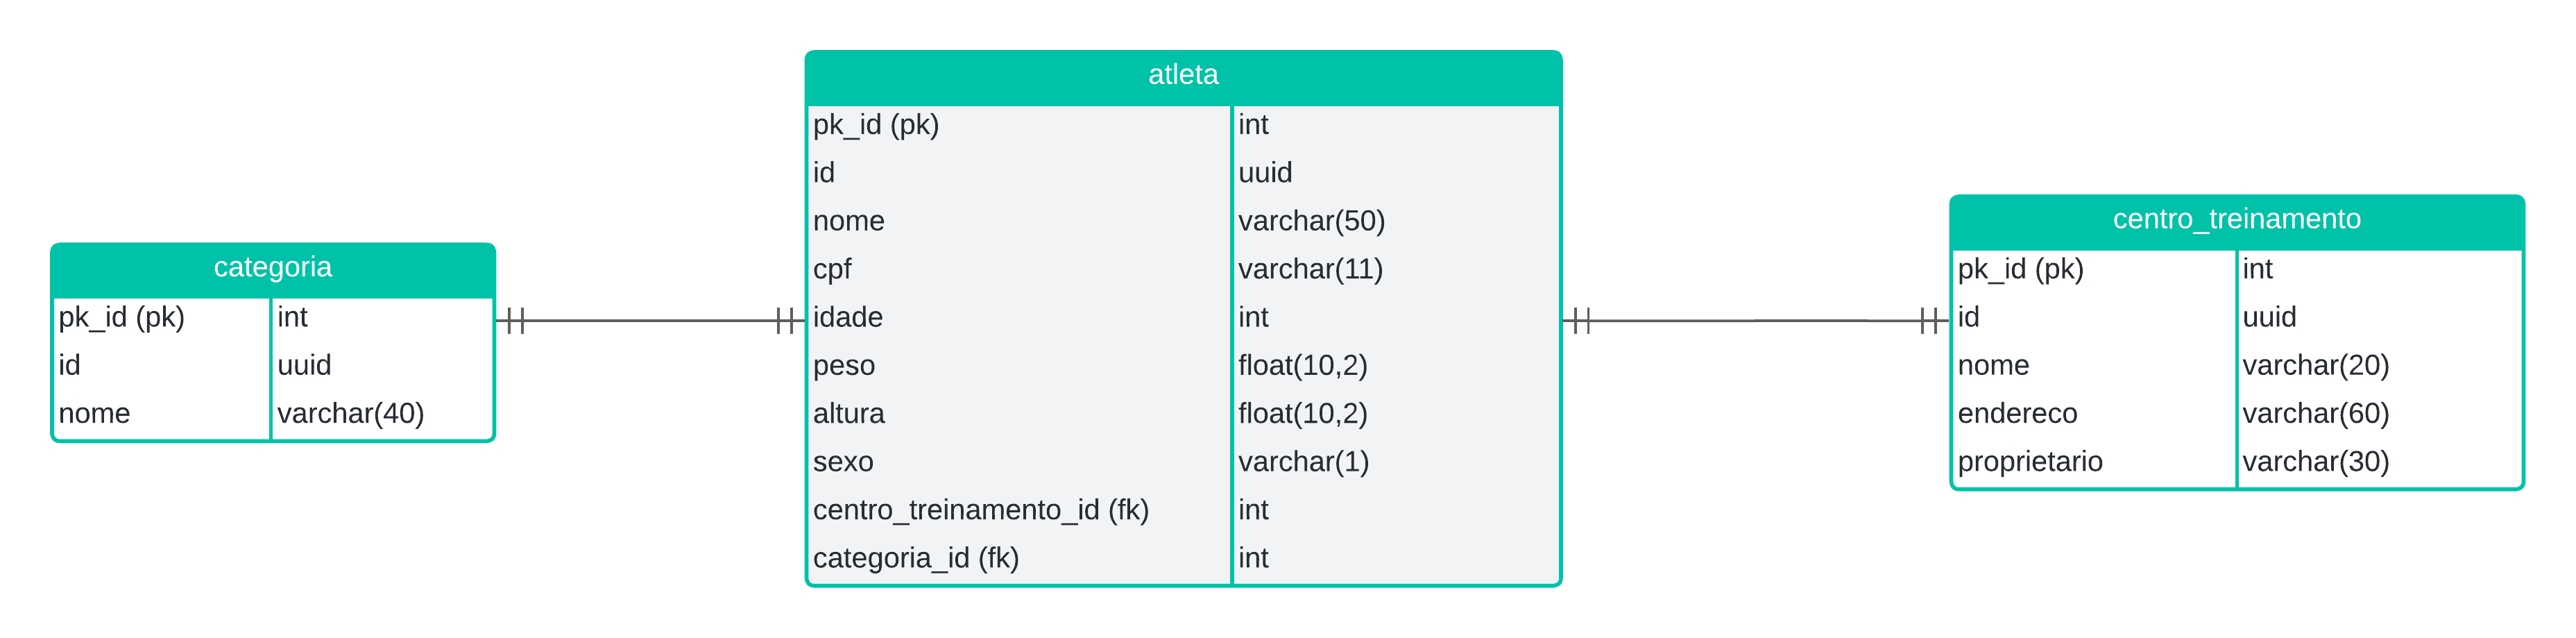 categoria
pk_id (pk) int
id uuid
nome varchar(40)
atleta
pk_id (pk) int
id uuid
nome varchar(50)
cpf varchar(11)
idade int
peso float(10,2)
altura float(10,2)
sexo varchar(1)
centro_treinamento_id (fk) int
categoria_id (fk) int
centro_treinamento
pk_id (pk) int
id uuid
nome varchar(20)
endereco varchar(60)
proprietario varchar(30)